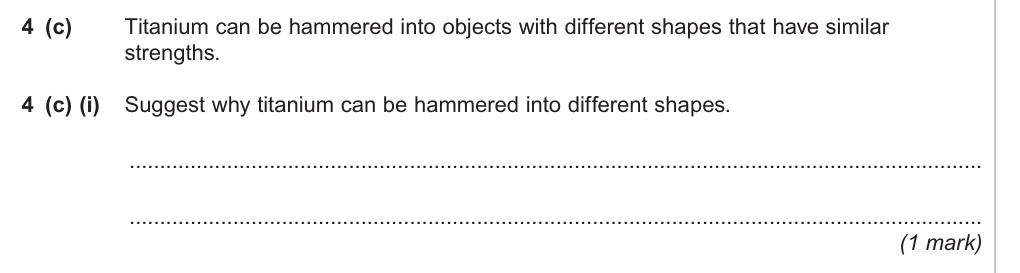 4 (c) Titanium can be hammered into objects with different shapes that have similar
strengths.
4 (c) (i) Suggest why titanium can be hammered into different shapes.
(1 mark)